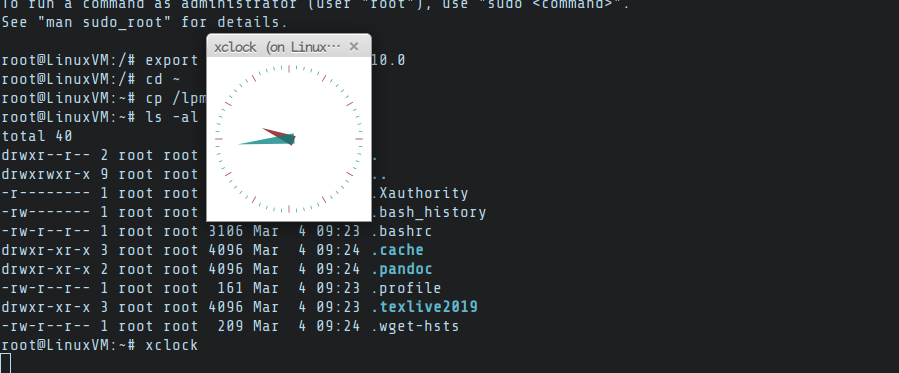 To run a command as administrator (user "root"), use "sudo <command>".
See "man sudo_root" for details.
xclock (on Linux···
root@LinuxVM:/# export 10.0
root@LinuxVM:/# cd ~
root@LinuxVM:~# cp /lpm
root@LinuxVM:~# ls -al
total 40
drwxr--r-- 2 root root .
drwxrwxr-x 9 root root ..
-r-------- 1 root root .Xauthority
-rw------- 1 root root .bash_history
-rw-r--r-- 1 root root 3106 Mar 4 09:23 .bashrc
drwxr-xr-x 3 root root 4096 Mar 4 09:24 .cache
drwxr-xr-x 2 root root 4096 Mar 4 09:24 .pandoc
-rw-r--r-- 1 root root 161 Mar 4 09:23 .profile
drwxr-xr-x 3 root root 4096 Mar 4 09:23 .texlive2019
-rw-r--r-- 1 root root 209 Mar 4 09:24 .wget-hsts
root@LinuxVM:~# xclock